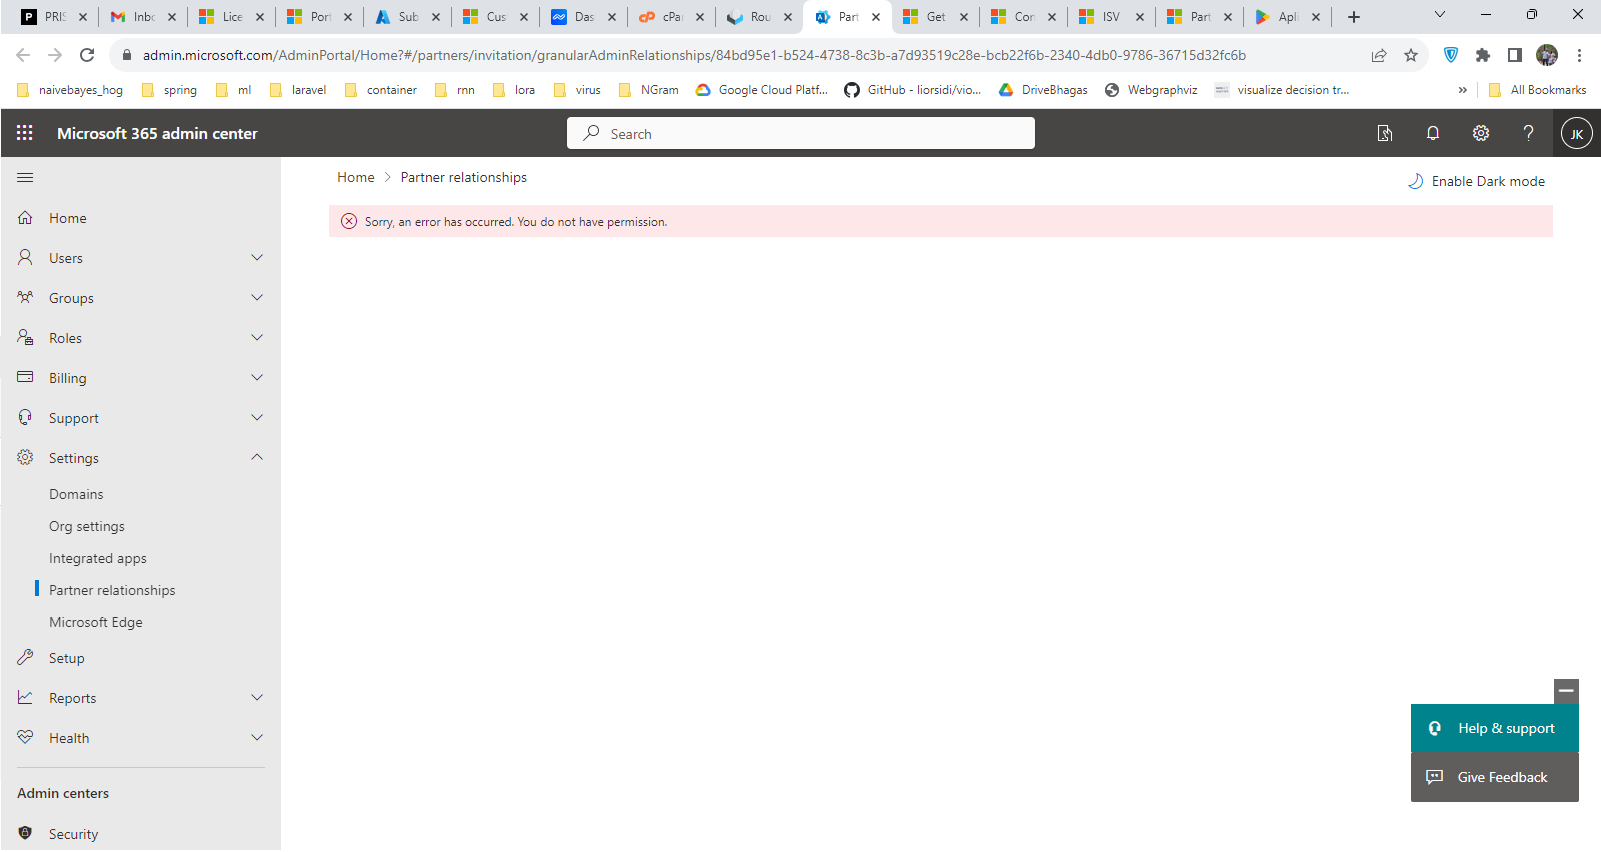 PRIS Inbo Lice Port Sub Cus Das cPan Rou Part Get Con ISV Part Apli
admin.microsoft.com/AdminPortal/Home?#/partners/invitation/granularAdminRelationships/84bd95e1-b524-4738-8c3b-a7d93519c28e-bcb22f6b-2340-4db0-9786-36715d32fc6b
naivebayes_hog spring ml laravel container rnn lora virus NGram Google Cloud Platf... GitHub - liorsidi/vio... DriveBhagas Webgraphviz visualize decision tr... » All Bookmarks
Microsoft 365 admin center Search ? JK
Home > Partner relationships Enable Dark mode
Sorry, an error has occurred. You do not have permission.
Home
Users
Groups
Roles
Billing
Support
Settings
Domains
Org settings
Integrated apps
Partner relationships
Microsoft Edge
Setup
Reports
Health
Admin centers
Security
Help & support
Give Feedback